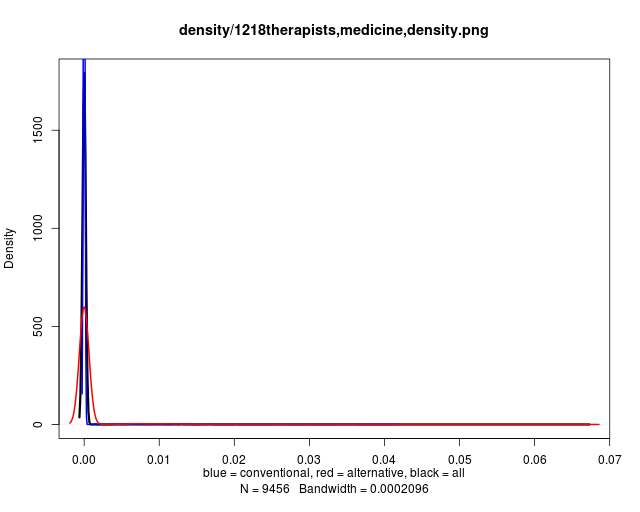 density/1218therapists,medicine,density.png
Density
1500
1000
500
0
0.00 0.01 0.02 0.03 0.04 0.05 0.06 0.07
blue = conventional, red = alternative, black = all
N = 9456 Bandwidth = 0.0002096